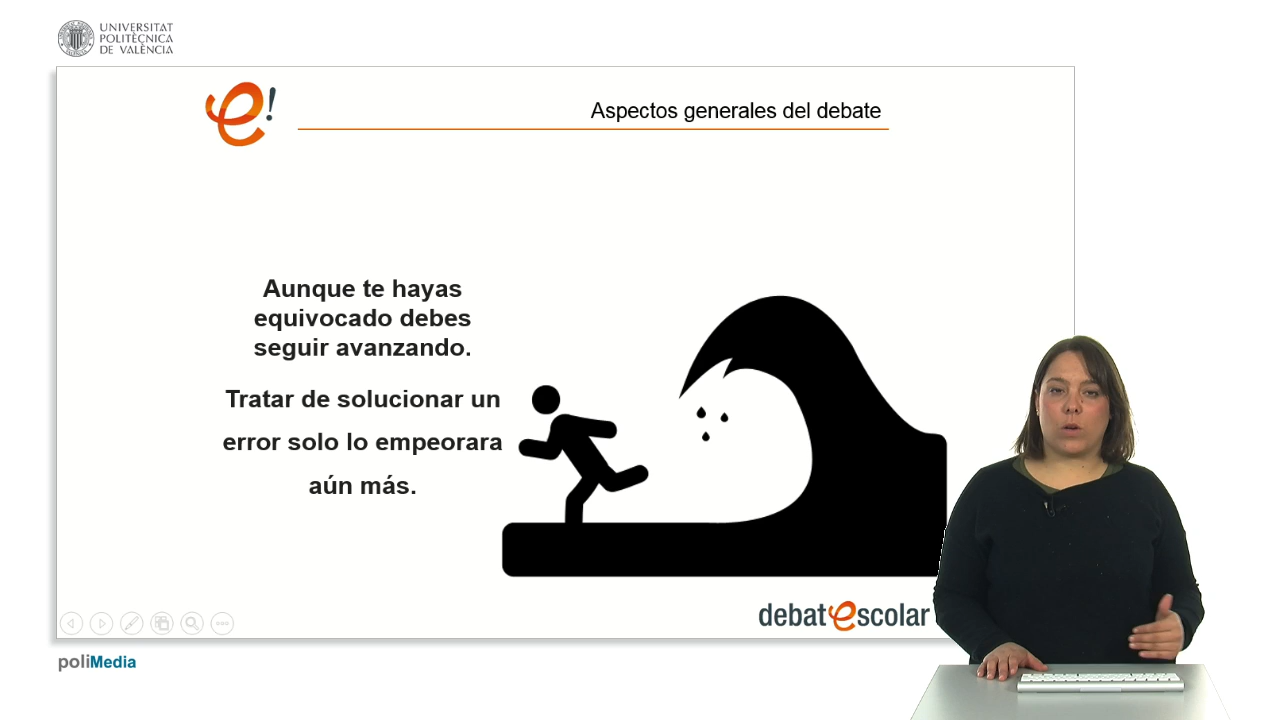 UNIVERSITAT
POLITÈCNICA
DE VALÈNCIA
e!
Aspectos generales del debate
Aunque te hayas
equivocado debes
seguir avanzando.
Tratar de solucionar un
error solo lo empeorara
aún más.
debatescolar
poliMedia